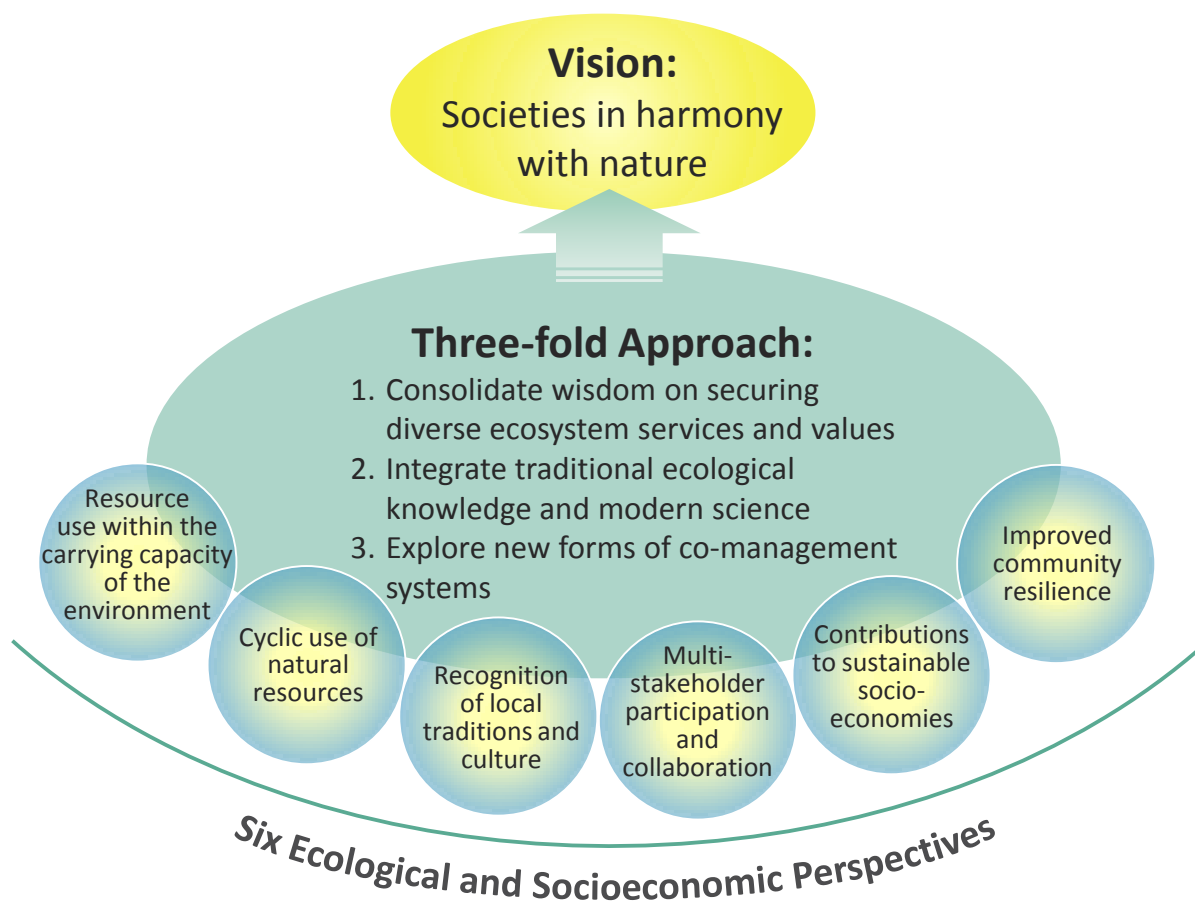 Vision:
Societies in harmony
with nature
Three-fold Approach:
1. Consolidate wisdom on securing
diverse ecosystem services and values
2. Integrate traditional ecological
knowledge and modern science
3. Explore new forms of co-management
systems
Resource
use within the
carrying capacity
of the
environment
Cyclic use of
natural
resources
Recognition
of local
traditions and
culture
Multi-
stakeholder
participation
and
collaboration
Contributions
to sustainable
socio-
economies
Improved
community
resilience
Six Ecological and Socioeconomic Perspectives